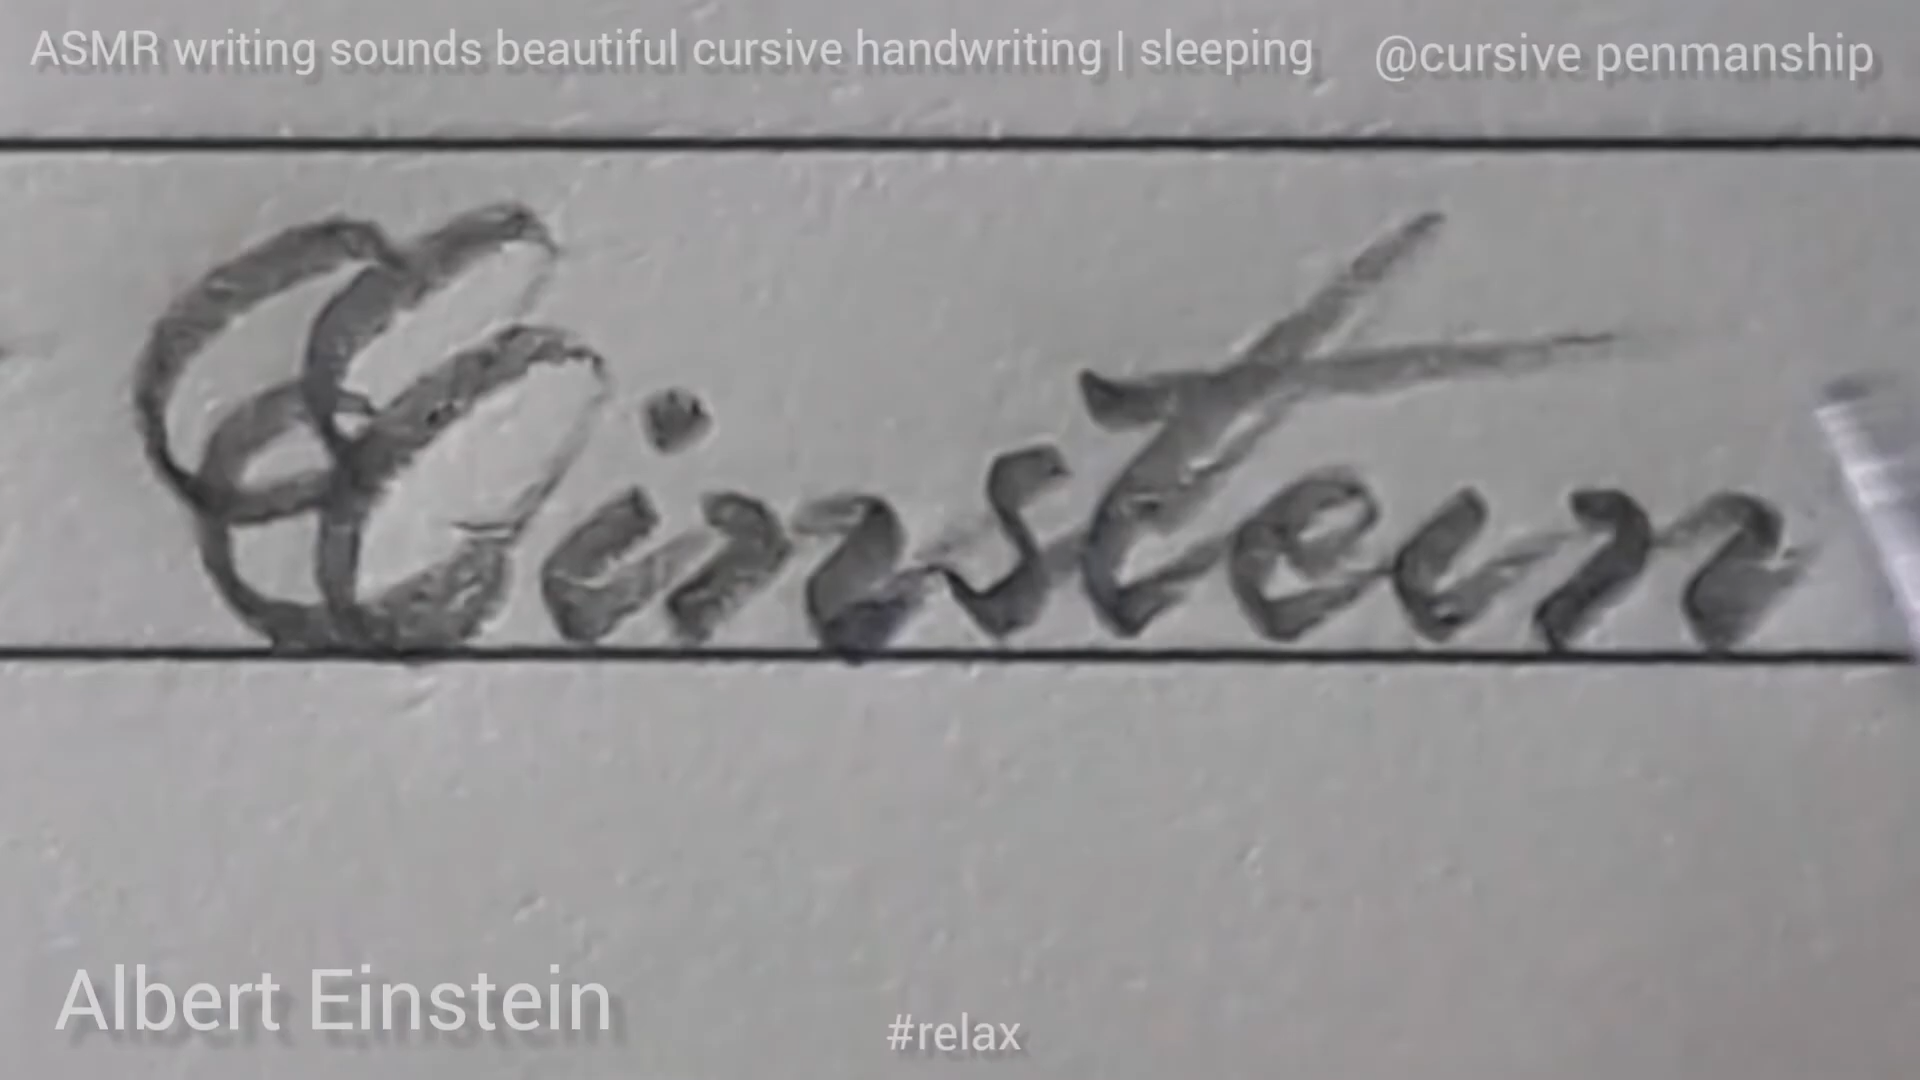 ASMR writing sounds beautiful cursive handwriting | sleeping @cursive penmanship
Einstein
Albert Einstein
#relax